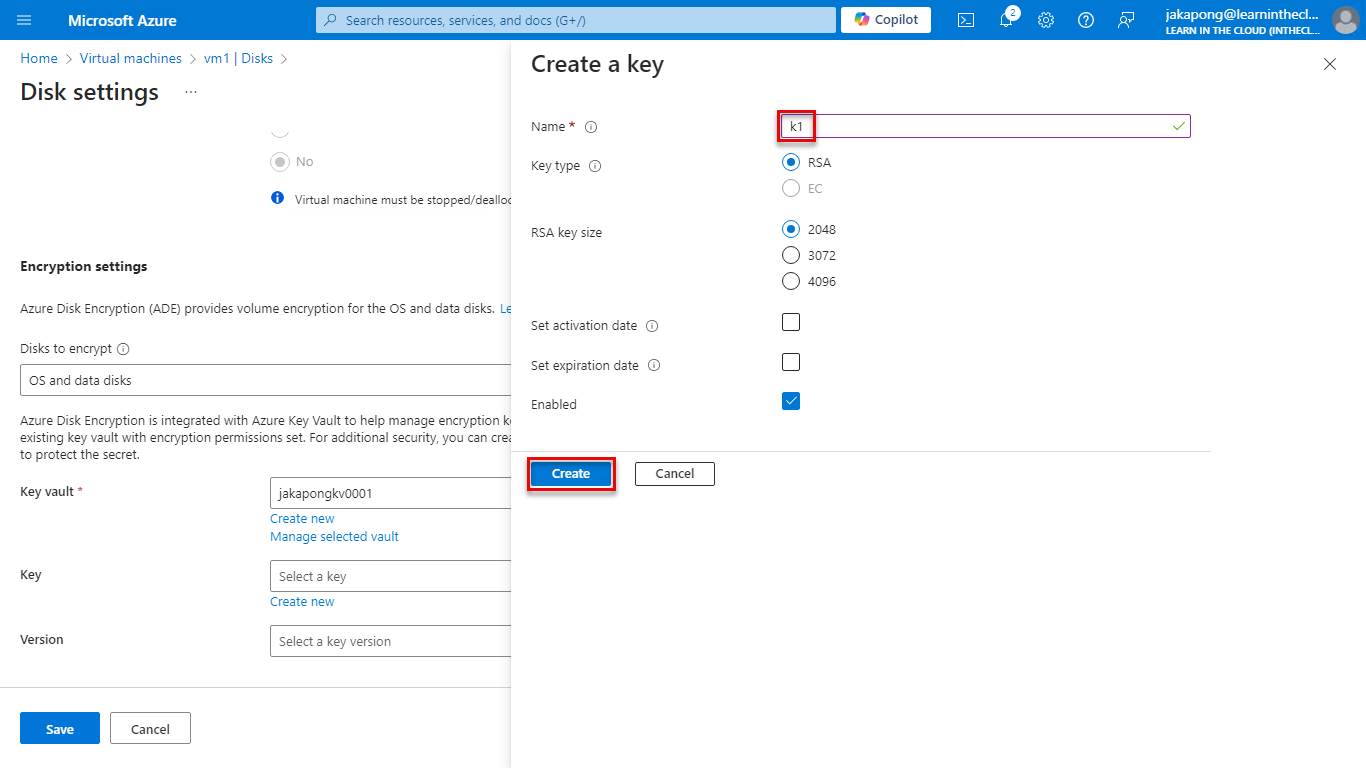 Microsoft Azure
Search resources, services, and docs (G+/)
Copilot
2
jakapong@learninthecl...
LEARN IN THE CLOUD (INTHECL...
Home > Virtual machines > vm1 | Disks >
Disk settings
...
No
Virtual machine must be stopped/dealloc
Encryption settings
Azure Disk Encryption (ADE) provides volume encryption for the OS and data disks. Le
Disks to encrypt
OS and data disks
Azure Disk Encryption is integrated with Azure Key Vault to help manage encryption ke
existing key vault with encryption permissions set. For additional security, you can crea
to protect the secret.
Key vault *
jakapongkv0001
Create new
Manage selected vault
Key
Select a key
Create new
Version
Select a key version
Save
Cancel
Create a key
Name *
k1
Key type
RSA
EC
RSA key size
2048
3072
4096
Set activation date
Set expiration date
Enabled
Create
Cancel